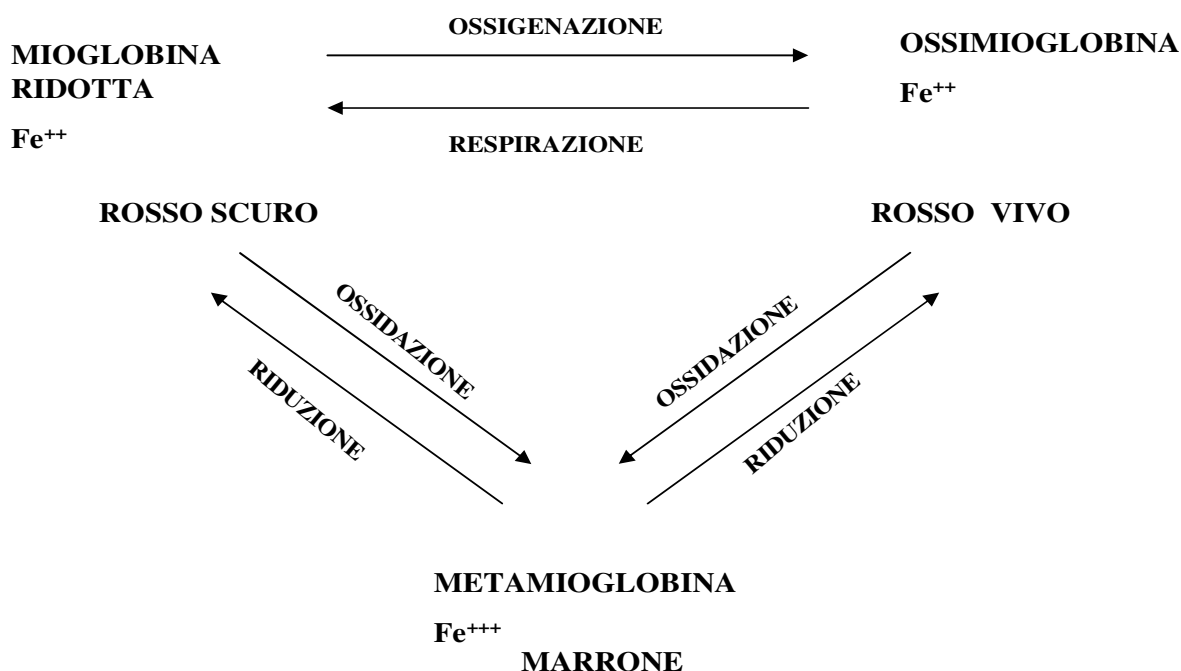 OSSIGENAZIONE
MIOGLOBINA
RIDOTTA
Fe++
OSSIMIOGLOBINA
Fe++
RESPIRAZIONE
ROSSO SCURO
ROSSO VIVO
OSSIDAZIONE
RIDUZIONE
OSSIDAZIONE
RIDUZIONE
METAMIOGLOBINA
Fe+++
MARRONE